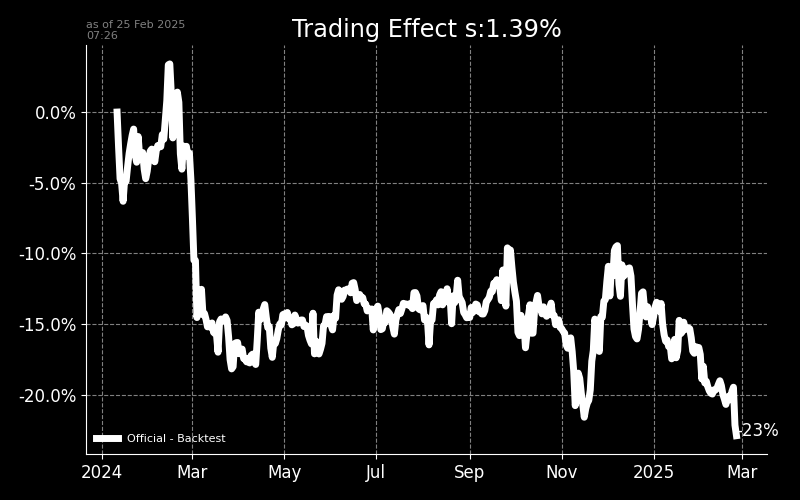 as of 25 Feb 2025
07:26
Trading Effect s:1.39%
0.0%
-5.0%
-10.0%
-15.0%
-20.0%
-23%
Official - Backtest
2024 Mar May Jul Sep Nov 2025 Mar